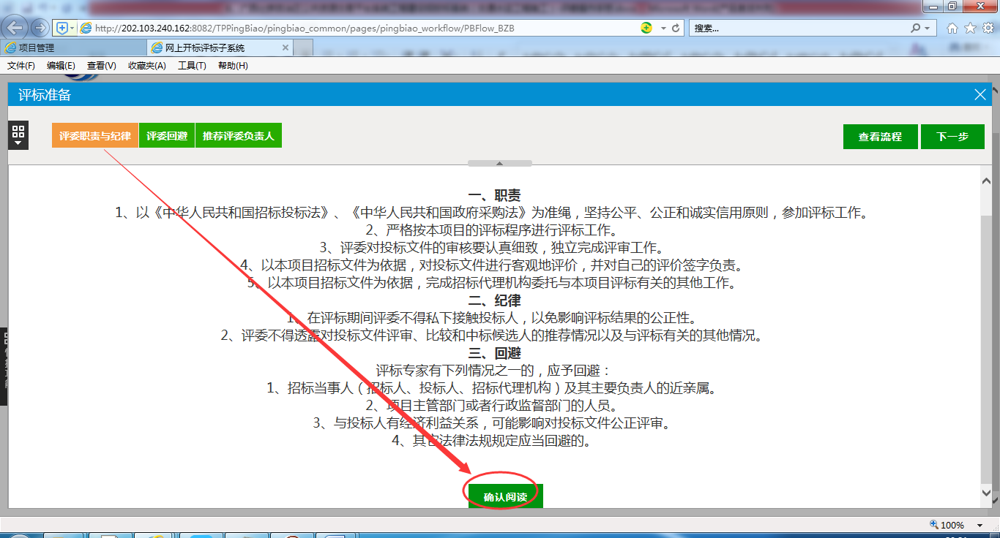 http://202.103.240.162:8082/TPPingBiao/pingbiao_common/pages/pingbiao_workflow/PBFlow_BZB
搜索...
项目管理
网上开标评标子系统
文件(F) 编辑(E) 查看(V) 收藏夹(A) 工具(T) 帮助(H)
评标准备
评委职责与纪律 评委回避 推荐评委负责人 查看流程 下一步
一、职责
1、以《中华人民共和国招标投标法》、《中华人民共和国政府采购法》为准绳，坚持公平、公正和诚实信用原则，参加评标工作。
2、严格按本项目的评标程序进行评标工作。
3、评委对投标文件的审核要认真细致，独立完成评审工作。
4、以本项目招标文件为依据，对投标文件进行客观地评价，并对自己的评价签字负责。
5、以本项目招标文件为依据，完成招标代理机构委托与本项目评标有关的其他工作。
二、纪律
1、在评标期间评委不得私下接触投标人，以免影响评标结果的公正性。
2、评委不得透露对投标文件评审、比较和中标候选人的推荐情况以及与评标有关的其他情况。
三、回避
评标专家有下列情况之一的，应予回避：
1、招标当事人（招标人、投标人、招标代理机构）及其主要负责人的近亲属。
2、项目主管部门或者行政监督部门的人员。
3、与投标人有经济利益关系，可能影响对投标文件公正评审。
4、其它法律法规规定应当回避的。
确认阅读
100%